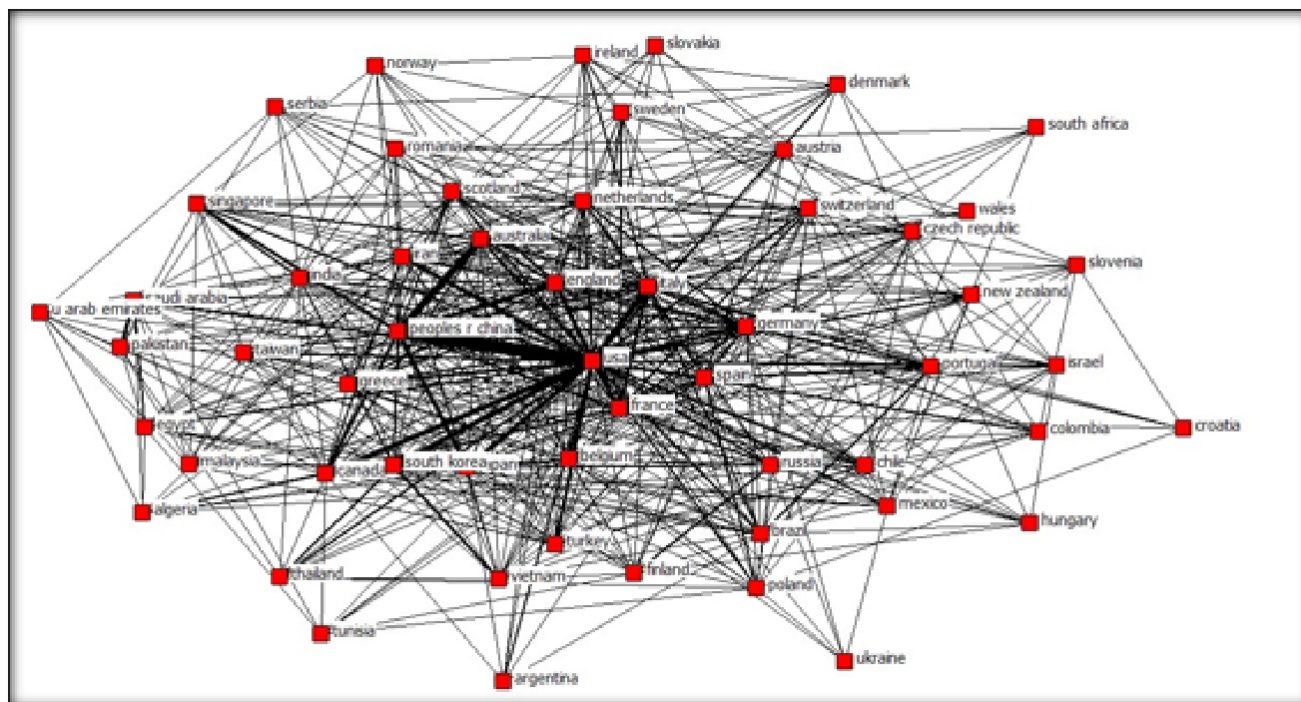 slovakia
ireland
norway
denmark
serbia
sweden
south africa
romania
austria
scotland
netherlands
singapore
switzerland
wales
czech republic
australia
iran
slovenia
india
england
italy
new zealand
u arab emirates
peoples r china
germany
pakistan
taiwan
usa
portugal
israel
spain
greece
france
egypt
colombia
croatia
malaysia
canad
south korea
belgium
russia
chile
mexico
algeria
hungary
brazil
turkey
thailand
vietnam
finland
poland
tunisia
ukraine
argentina